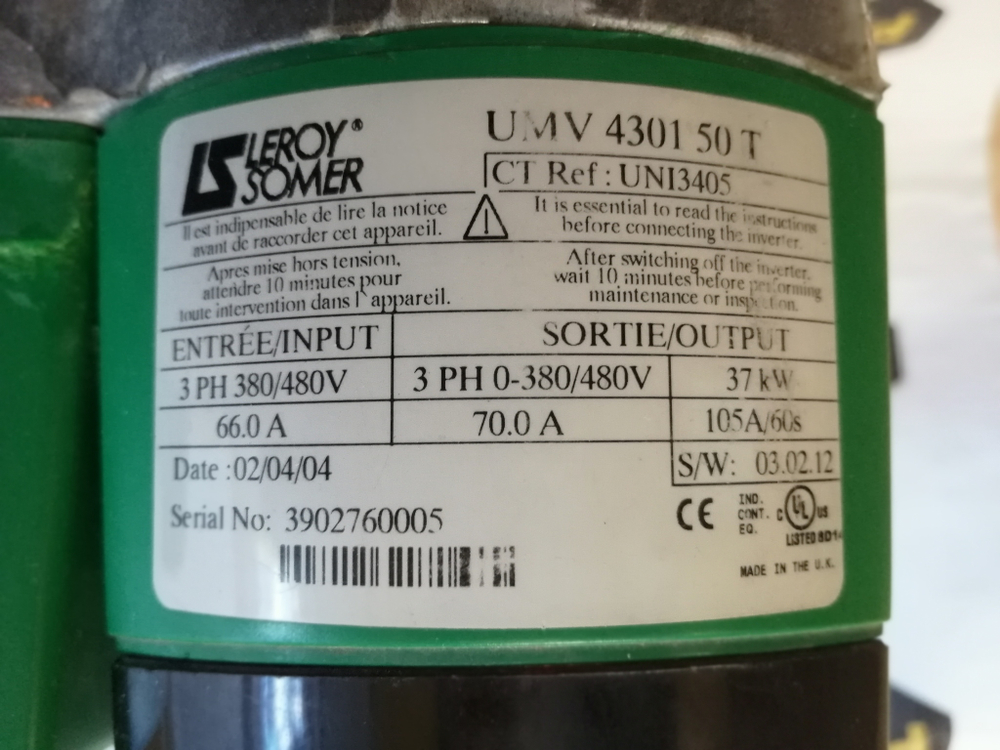 LEROY®
SOMER
UMV 4301 50 T
CT Ref : UNI3405
Il est indipensable de lire la notice
avant de raccorder cet appareil.
It is essential to read the instructions
before connecting the inverter.
Apres mise hors tension,
attendre 10 minutes pour
toute intervention dans l'appareil.
After switching off the inverter,
wait 10 minutes before performing
maintenance or inspection.
ENTRÉE/INPUT
SORTIE/OUTPUT
3 PH 380/480V
3 PH 0-380/480V
37 kW
66.0 A
70.0 A
105A/60s
Date :02/04/04
S/W: 03.02.12
Serial No: 3902760005
CE
IND.
CONT.
EQ.
C UL US
LISTED 8D14
MADE IN THE U.K.